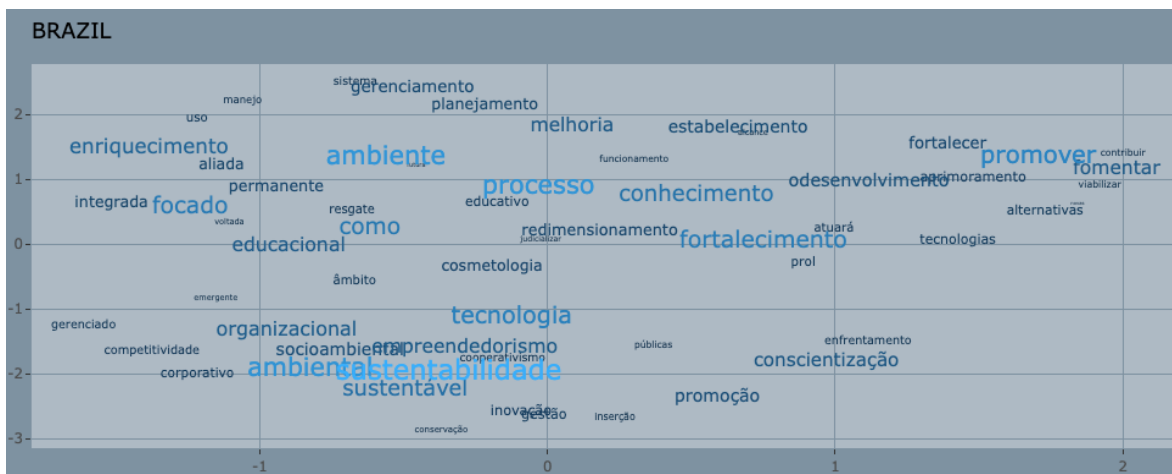 BRAZIL
sistema
gerenciamento
manejo
planejamento
2
uso
melhoria
estabelecimento
enriquecimento
fortalecer
ambiente
funcionamento
promover
contribuir
aliada
fomentar
1
permanente
processo
conhecimento
odesenvolvimento
aprimoramento
viabilizar
integrada
focado
resgate
educativo
alternativas
voltada
como
redimensionamento
atuará
0
educacional
judicializar
fortalecimento
tecnologias
cosmetologia
prol
âmbito
emergente
-1
tecnologia
gerenciado
organizacional
competitividade
socioambiental
empreendedorismo
públicas
enfrentamento
cooperativismo
conscientização
-2
corporativo
ambiental
sustentabilidade
sustentável
promoção
inovação
gestão
inserção
conservação
-3
-1 0 1 2